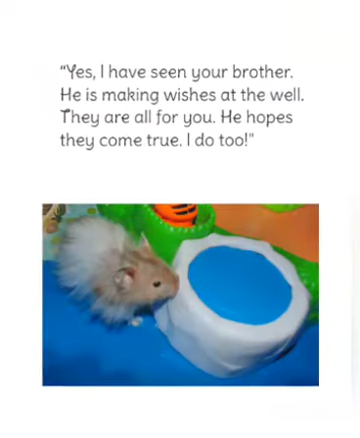 “Yes, I have seen your brother.
He is making wishes at the well.
They are all for you. He hopes
they come true. I do too!"